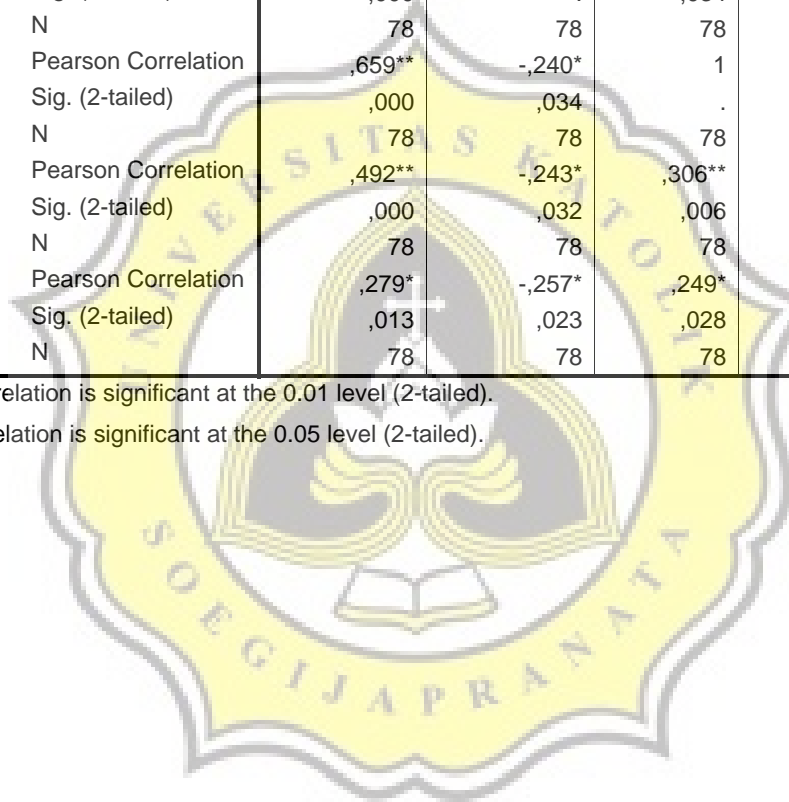 N 78 78 78
Pearson Correlation ,659** -,240* 1
Sig. (2-tailed) ,000 ,034 .
N 78 78 78
Pearson Correlation ,492** -,243* ,306**
Sig. (2-tailed) ,000 ,032 ,006
N 78 78 78
Pearson Correlation ,279* -,257* ,249*
Sig. (2-tailed) ,013 ,023 ,028
N 78 78 78
elation is significant at the 0.01 level (2-tailed).
elation is significant at the 0.05 level (2-tailed).
UNIVERSITAS KATOLIK
SOEGIJAPRANATA